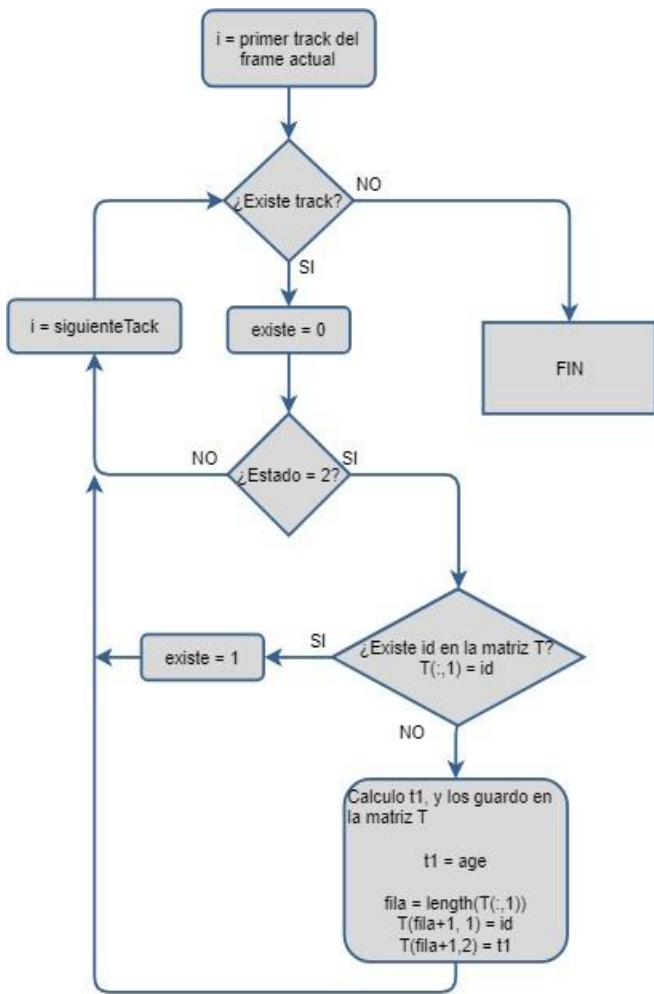 i = primer track del
frame actual
¿Existe track?
NO
SI
i = siguienteTack
existe = 0
FIN
NO
¿Estado = 2?
SI
¿Existe id en la matriz T?
T(:,1) = id
SI
existe = 1
NO
Calculo t1, y los guardo en
la matriz T
t1 = age
fila = length(T(:,1))
T(fila+1, 1) = id
T(fila+1,2) = t1